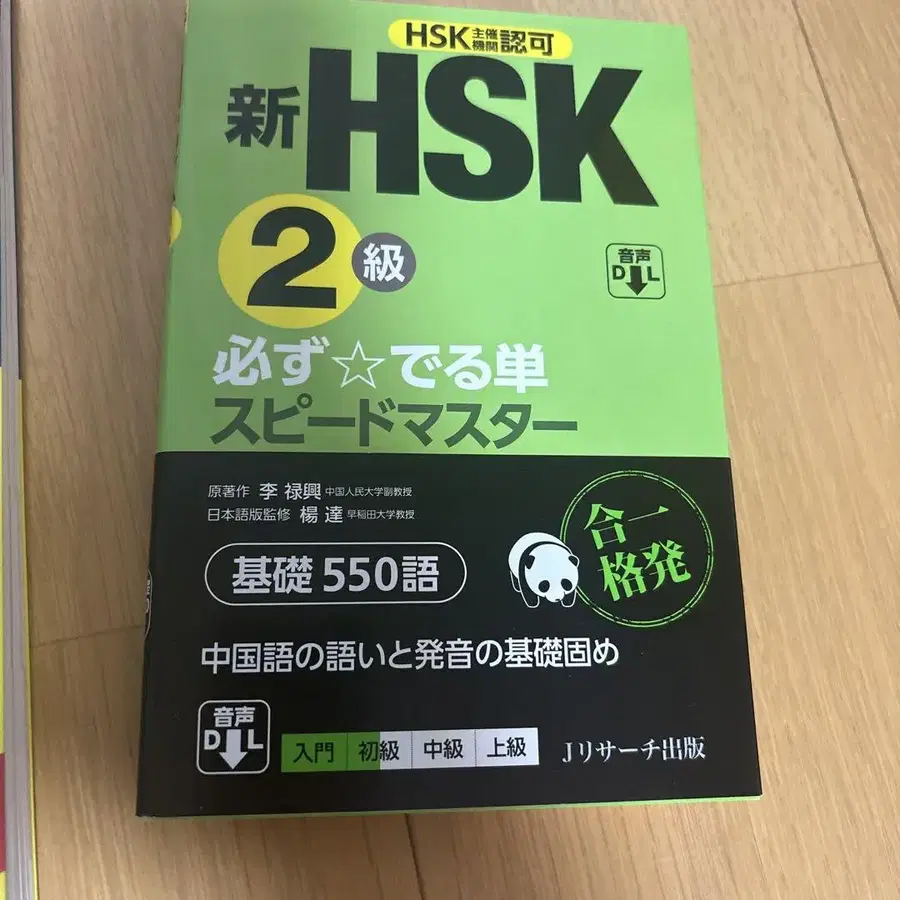 HSK主催機関認可
新HSK
2級
音声
DL
必ず☆でる単
スピードマスター
原著作 李 禄興 中国人民大学副教授
日本語版監修 楊 達 早稲田大学教授
一発合格
基礎550語
中国語の語いと発音の基礎固め
音声
DL
入門 初級 中級 上級
Jリサーチ出版